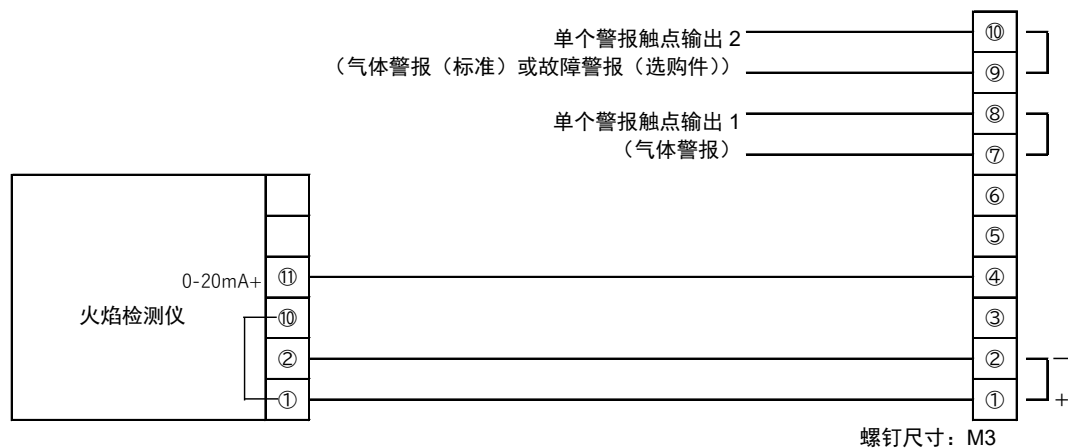 单个警报触点输出 2
（气体警报（标准）或故障警报（选购件））
单个警报触点输出 1
（气体警报）
⑩
⑨
⑧
⑦
⑥
⑤
④
③
②
①
−
+
0-20mA+
火焰检测仪
⑪
⑩
②
①
螺钉尺寸：M3